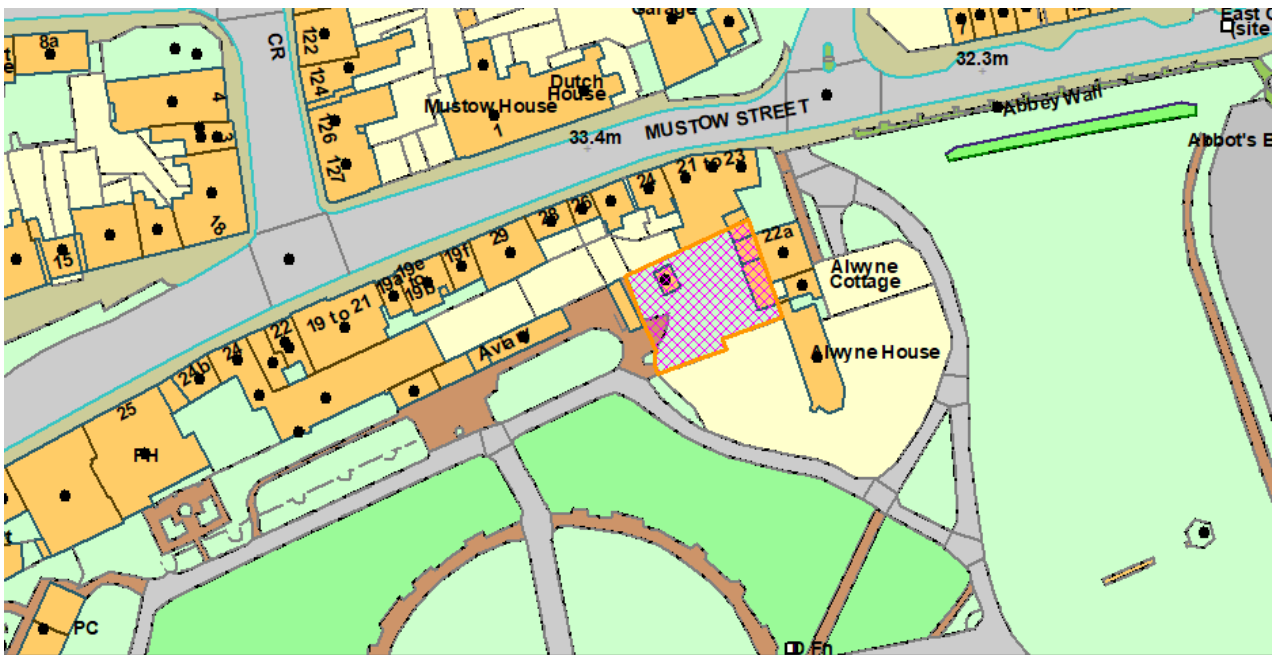 Garage
East
(site
8a
CR
122
124
126
127
4
3
18
15
Mustow House
Dutch
House
1
33.4m
MUSTOW STREET
32.3m
Abbey Wall
Abbot's
21 to 23
24
26
28
29
19f
19e
to
19a
19b
19 to 21
22
24
24b
25
PH
Aviary
22a
Alwyne
Cottage
Alwyne House
PC
D Fn